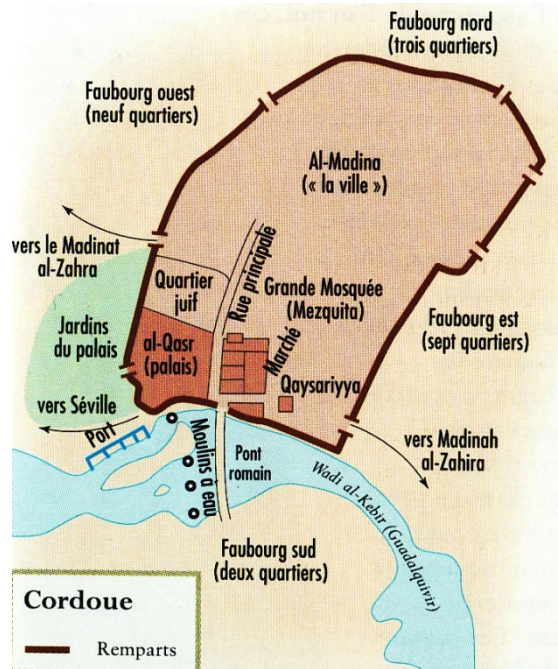 Faubourg nord
(trois quartiers)
Faubourg ouest
(neuf quartiers)
Al-Madina
(« la ville »)
vers le Madinat
al-Zahra
Quartier
juif
Rue principale
Grande Mosquée
(Mezquita)
Faubourg est
(sept quartiers)
Jardins
du palais
al-Qasr
(palais)
Marché
Qaysariyya
vers Séville
Port
Moulins à eau
Pont
romain
vers Madinah
al-Zahira
Wadi al-Kebir (Guadalquivir)
Faubourg sud
(deux quartiers)
Cordoue
Remparts